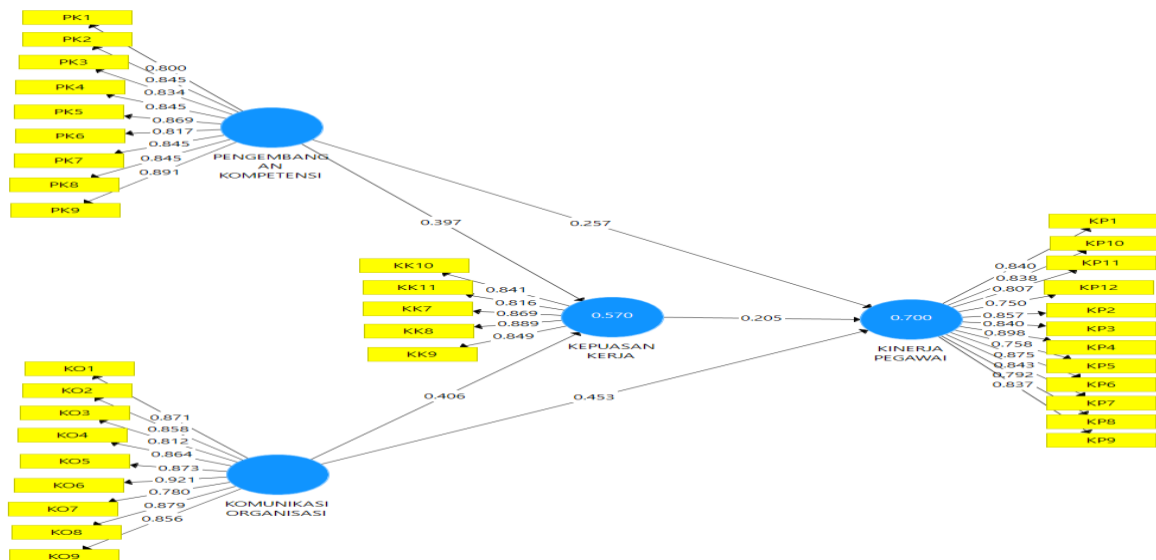 PK1
PK2
PK3
PK4
PK5
PK6
PK7
PK8
PK9
0.800
0.845
0.834
0.845
0.869
0.817
0.845
0.845
0.891
PENGEMBANG
AN
KOMPETENSI
0.397
0.257
KK10
KK11
KK7
KK8
KK9
0.841
0.816
0.869
0.889
0.849
0.570
KEPUASAN
KERJA
0.205
0.700
KINERJA
PEGAWAI
0.840
0.838
0.807
0.750
0.857
0.840
0.898
0.758
0.875
0.843
0.792
0.837
KP1
KP10
KP11
KP12
KP2
KP3
KP4
KP5
KP6
KP7
KP8
KP9
0.406
0.453
KO1
KO2
KO3
KO4
KO5
KO6
KO7
KO8
KO9
0.871
0.858
0.812
0.864
0.873
0.921
0.780
0.879
0.856
KOMUNIKASI
ORGANISASI